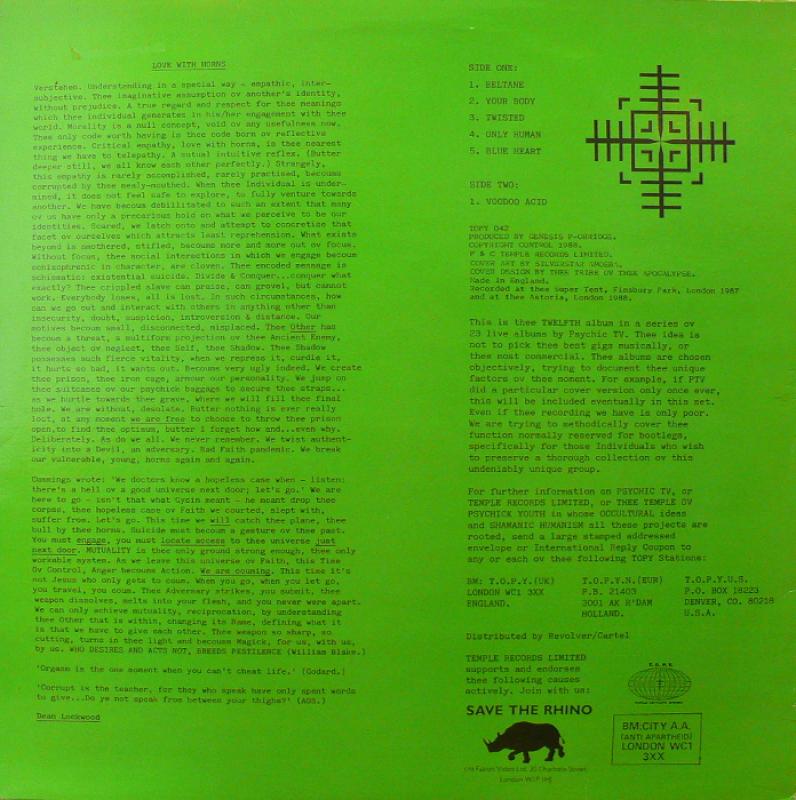 LOVE WITH HORNS
Verstehen. Understanding in a special way - empathic, inter-
subjective. Thee imaginative assumption ov another's identity,
without prejudice. A true regard and respect for thee meanings
which thee individual generates in his/her engagement with thee
world. Morality is a null concept, void ov any usefulness now.
Thee only code worth having is thee code born ov reflective
experience. Critical empathy, love with horns, is thee nearest
thing we have to telepathy. A mutual intuitive reflex. (Butter
deeper still, we all know each other perfectly.) Strangely,
this empathy is rarely accomplished, rarely practised, becoums
corrupted by thee mealy-mouthed. When thee Individual is under-
mined, it does not feel safe to explore, to fully venture towards
another. We have becoum debillitated to such an extent that many
ov us have only a precarious hold on what we perceive to be our
identities. Scared, we latch onto and attempt to concretise that
facet ov ourselves which attracts least reprehension. What exists
beyond is smothered, stifled, becoums more and more out ov focus.
Without focus, thee social interactions in which we engage becoum
schizophrenic in character, are cloven. Thee encoded message is
schismatic existential suicide. Divide & Conquer...conquer what
exactly? Thee crippled slave can praise, can grovel, but cannot
work. Everybody loses, all is lost. In such circumstances, how
can we go out and interact with others in anything other than
insecurity, doubt, suspicion, introversion & distance. Our
motives becoum small, disconnected, misplaced. Thee Other has
becoum a threat, a multiform projection ov thee Ancient Enemy,
thee object ov neglect, thee Self, thee Shadow. Thee Shadow
possesses such fierce vitality, when we repress it, curdle it,
it hurts so bad, it wants out. Becoums very ugly indeed. We create
thee prison, thee iron cage, armour our personality. We jump on
thee suitcases ov our psychick baggage to secure thee straps...
as we hurtle towards thee grave, where we will fill thee final
hole. We are without, desolate. Butter nothing is ever really
lost, at any moment we are free to choose to throw thee prison
open,to find thee optimum, butter I forget how and...even why.
Deliberately. As do we all. We never remember. We twist authent-
icity into a Devil, an adversary. Bad Faith pandemic. We break
our vulnerable, young, horns again and again.
Cummings wrote: 'We doctors know a hopeless case when - listen:
there's a hell ov a good universe next door; let's go.' We are
here to go - isn't that what Gysin meant - he meant drop thee
corpse, thee hopeless case ov Faith we courted, slept with,
suffer from. let's go. This time we will catch thee plane, thee
bull by thee horns. Suicide must becoum a gesture ov thee past.
You must engage, you must locate access to thee universe just
next door. MUTUALITY is thee only ground strong enough, thee only
workable system. As we leave this universe ov Faith, this Time
Ov Control, Anger becoums Action. We are couming. This time it's
not Jesus who only gets to coum. When you go, when you let go,
you travel, you coum. Thee Adversary strikes, you submit, thee
weapon dissolves, melts into your flesh, and you never were apart.
We can only achieve mutuality, reciprocation, by understanding
thee Other that is within, changing its Name, defining what it
is that we have to give each other. Thee weapon so sharp, so
cutting, turns in thee light and becoums Magick, for us, with us,
by us. WHO DESIRES AND ACTS NOT, BREEDS PESTILENCE (William Blake.)
'Orgasm is the one moment when you can't cheat life.' (Godard.)
'Corrupt is the teacher, for they who speak have only spent words
to give...Do ye not speak from between your thighs?' (AOS.)
Dean Lockwood
SIDE ONE:
1. BELTANE
2. YOUR BODY
3. TWISTED
4. ONLY HUMAN
5. BLUE HEART
SIDE TWO:
1. VOODOO ACID
TOPY 042
PRODUCED BY GENESIS P-ORRIDGE.
COPYRIGHT CONTROL 1988.
P & C TEMPLE RECORDS LIMITED.
COVER ART BY SILVERSTAR
COVER DESIGN BY THEE TRIBE OV THEE APOCALYPSE.
Made In England.
Recorded at thee Super Tent, Finsbury Park, London 1987
and at thee Astoria, London 1988.
This is thee TWELFTH album in a series ov
23 live albums by Psychic TV. Thee idea is
not to pick thee best gigs musically, or
thee most commercial. Thee albums are chosen
objectively, trying to document thee unique
factors ov thee moment. For example, if PTV
did a particular cover version only once ever,
this will be included eventually in this set.
Even if thee recording we have is only poor.
We are trying to methodically cover thee
function normally reserved for bootlegs,
specifically for those Individuals who wish
to preserve a thorough collection ov this
undeniably unique group.
For further information on PSYCHIC TV, or
TEMPLE RECORDS LIMITED, or THEE TEMPLE OV
PSYCHICK YOUTH in whose OCCULTURAL ideas
and SHAMANIC HUMANISM all these projects are
rooted, send a large stamped addressed
envelope or International Reply Coupon to
any or each ov thee following TOPY Stations:
BM: T.O.P.Y.(UK) T.O.P.Y.N.(EUR) T.O.P.Y.U.S.
LONDON WC1 3XX P.B. 21403 P.O. BOX 18223
ENGLAND. 3001 AK R'DAM DENVER, CO. 80218
HOLLAND. U.S.A.
Distributed by Revolver/Cartel
TEMPLE RECORDS LIMITED
supports and endorses
thee following causes
actively. Join with us:
SAVE THE RHINO
London W1P 1HE
BM:CITY A.A.
(ANTI APARTHEID)
LONDON WC1
3XX